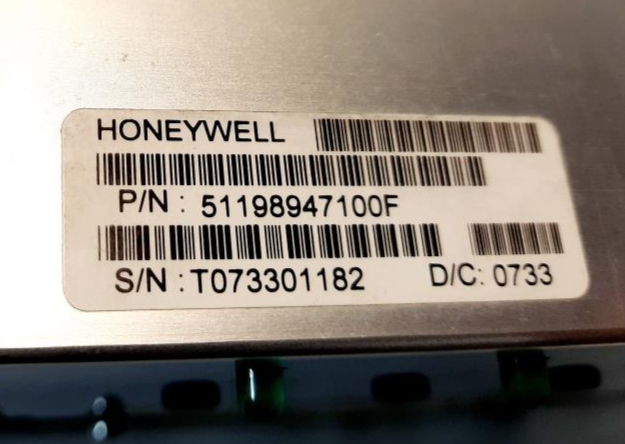 HONEYWELL
P/N : 51198947100F
S/N : T073301182 D/C: 0733